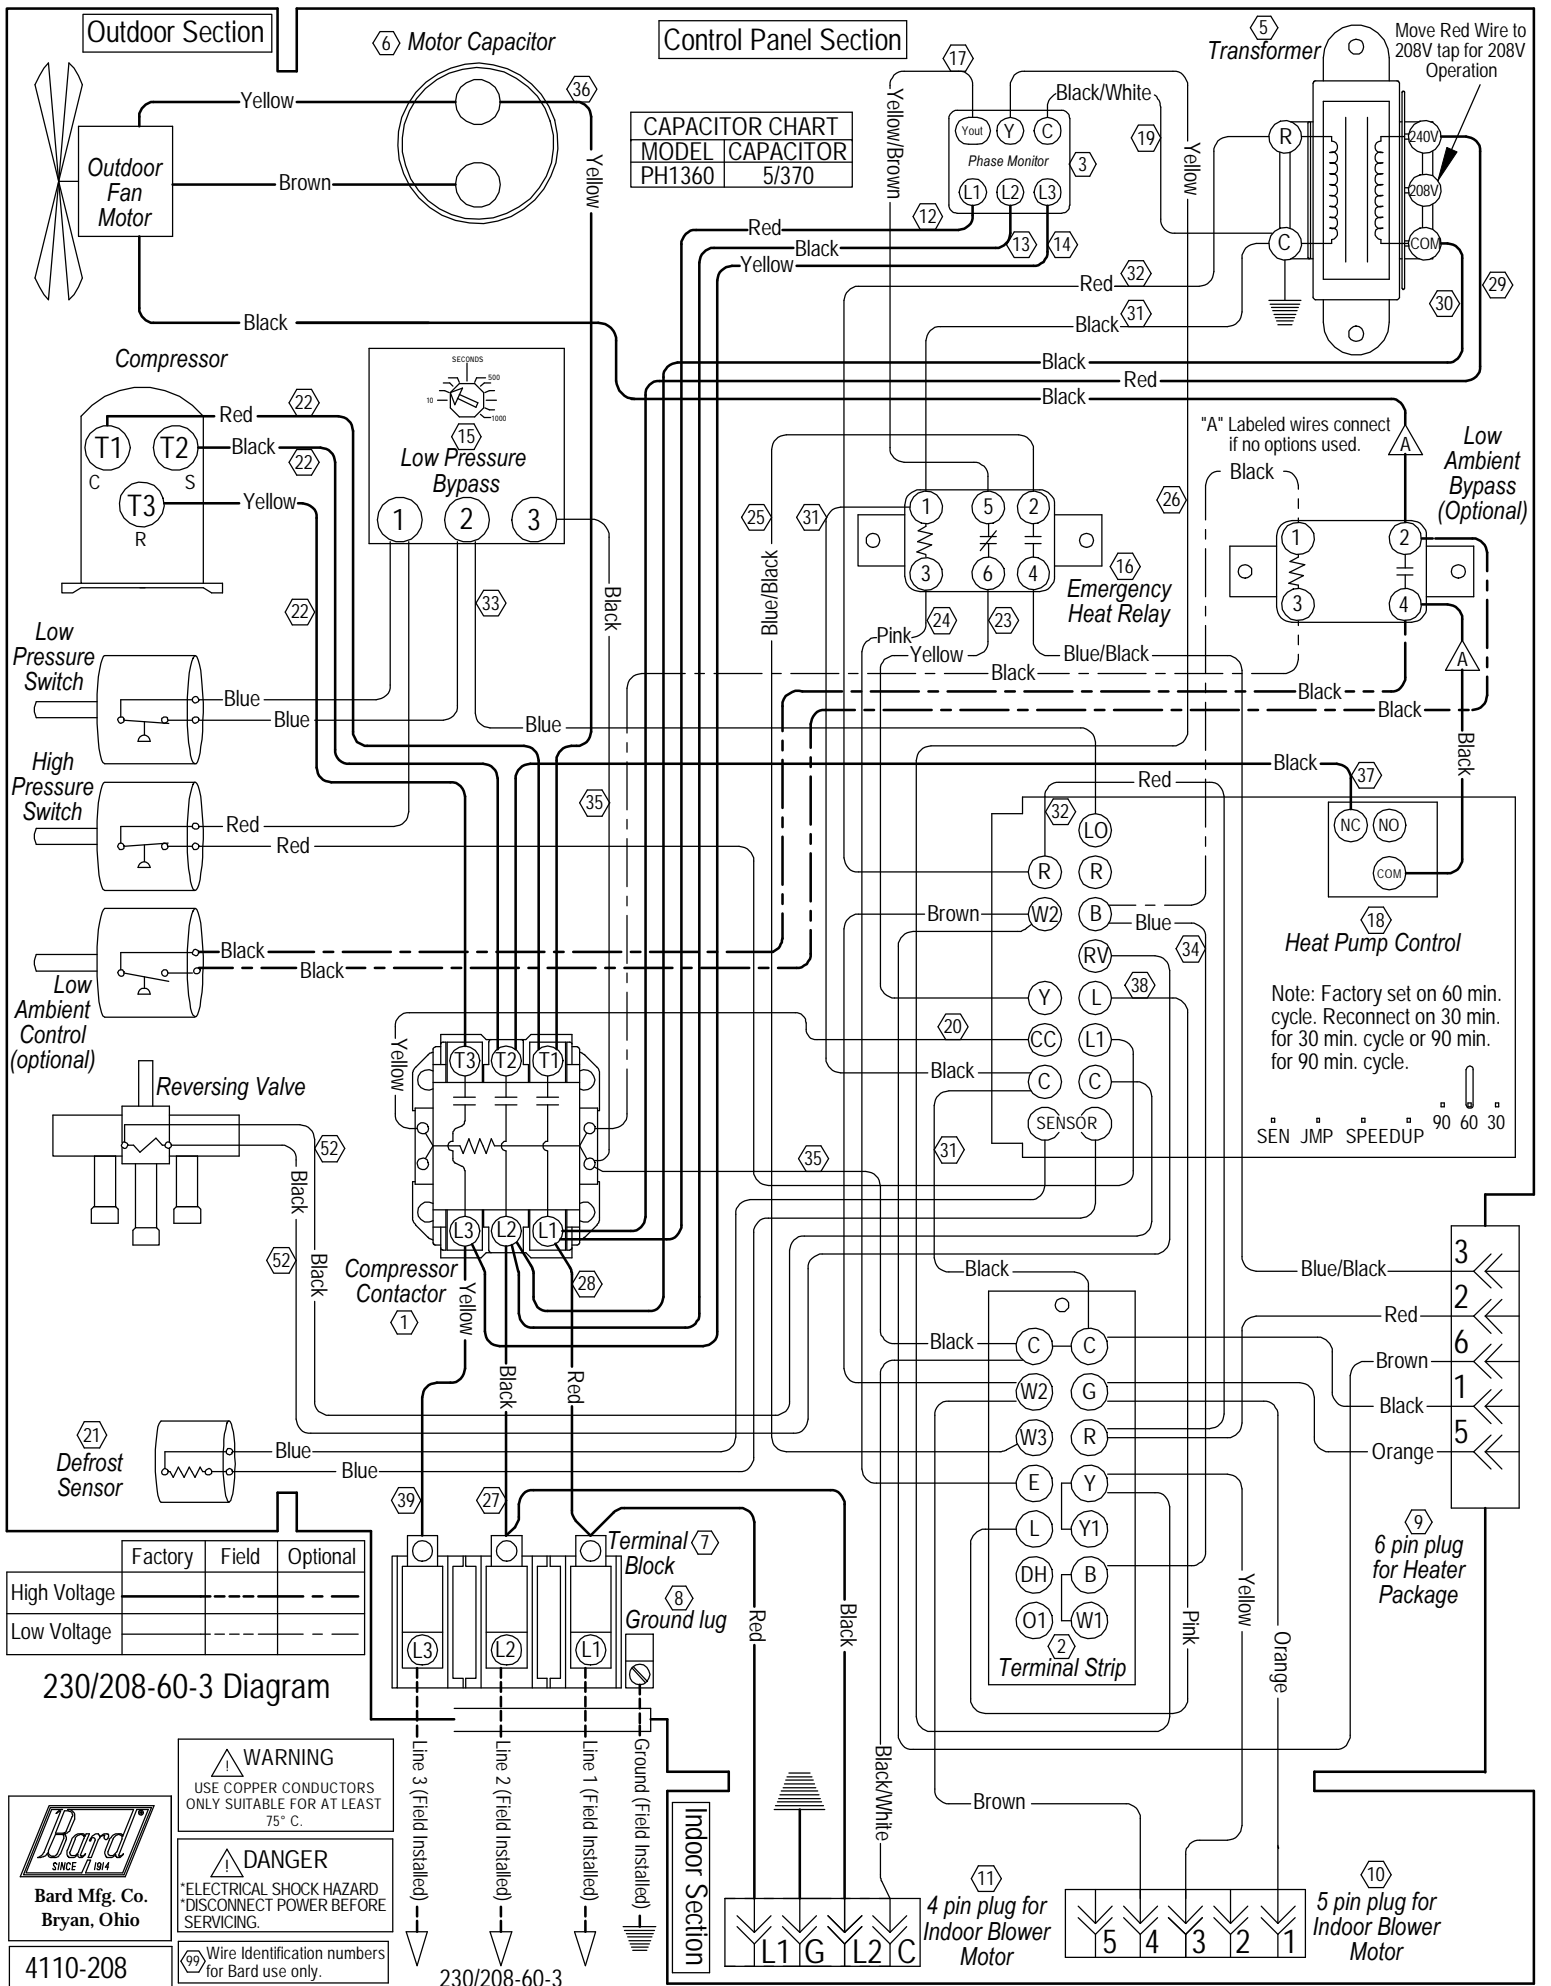 Outdoor Section
6
Motor Capacitor
Control Panel Section
5
Transformer
Move Red Wire to
208V tap for 208V
Operation
17
Yellow
36
Black/White
CAPACITOR CHART
MODEL CAPACITOR
PH1360 5/370
Yout Y C
Phase Monitor
3
L1 L2 L3
19
R
240V
208V
C
COM
Outdoor
Fan
Motor
Brown
Yellow
Yellow/Brown
Yellow
12
Red
13
14
Black
Yellow
Red
32
29
30
Black
Black
31
Compressor
SECONDS
500
10
1000
Black
Red
Black
Red
22
T1
T2
Black
22
C
S
T3
Yellow
R
15
Low Pressure
Bypass
1 2 3
"A" Labeled wires connect
if no options used.
A
Low
Ambient
Bypass
(Optional)
Black
26
25
31
1 5 2
3 6 4
16
Emergency
Heat Relay
1 2
3 4
22
33
Black
Blue/Black
Pink
24
23
Yellow
Blue/Black
Black
A
Low
Pressure
Switch
Blue
Blue
Blue
Black
Black
Black
High
Pressure
Switch
Red
Red
35
Black
37
Red
32
NC NO
COM
LO
R R
Brown
W2 B
Blue
18
Heat Pump Control
34
RV
Black
Black
Low
Ambient
Control
(optional)
Y L
38
Note: Factory set on 60 min.
cycle. Reconnect on 30 min.
for 30 min. cycle or 90 min.
for 90 min. cycle.
20
CC L1
Yellow
T3 T2 T1
Black
C C
SENSOR
SEN JMP SPEEDUP
90 60 30
Reversing Valve
52
35
31
Black
52
Black
L3 L2 L1
Compressor
Contactor
1
Yellow
28
Black
3
Blue/Black
2
Red
6
Brown
1
Black
5
Orange
Black
C C
Black
Red
W2 G
21
Defrost
Sensor
Blue
Blue
W3 R
39
27
E Y
L Y1
DH B
O1 W1
2
Terminal Strip
9
6 pin plug
for Heater
Package
Terminal
Block
7
8
Ground lug
Factory Field Optional
High Voltage
Low Voltage
L3 L2 L1
Red
Black
Pink
Yellow
Orange
230/208-60-3 Diagram
WARNING
USE COPPER CONDUCTORS
ONLY SUITABLE FOR AT LEAST
75° C.
Bard
SINCE 1914
Bard Mfg. Co.
Bryan, Ohio
DANGER
*ELECTRICAL SHOCK HAZARD
*DISCONNECT POWER BEFORE
SERVICING.
4110-208
99
Wire Identification numbers
for Bard use only.
Line 3 (Field Installed)
Line 2 (Field Installed)
Line 1 (Field Installed)
Ground (Field Installed)
230/208-60-3
Indoor Section
Black/White
Brown
L1 G L2 C
11
4 pin plug for
Indoor Blower
Motor
5 4 3 2 1
10
5 pin plug for
Indoor Blower
Motor